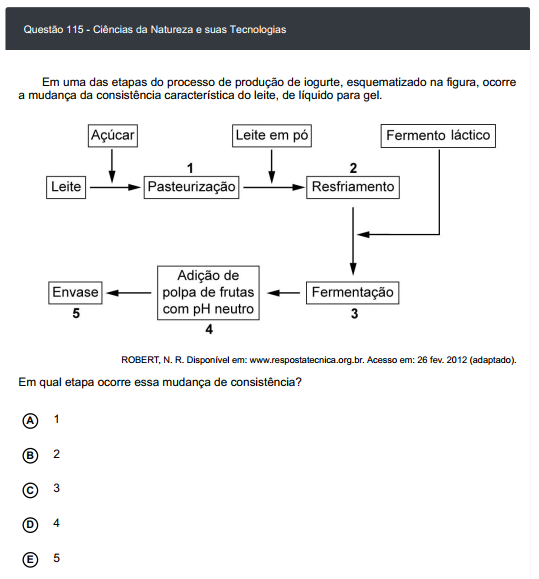 Questão 115 - Ciências da Natureza e suas Tecnologias
Em uma das etapas do processo de produção de iogurte, esquematizado na figura, ocorre
a mudança da consistência característica do leite, de líquido para gel.
Açúcar
Leite em pó
Fermento láctico
1
2
Leite
Pasteurização
Resfriamento
Adição de
polpa de frutas
com pH neutro
Envase
Fermentação
5
3
4
ROBERT, N. R. Disponível em: www.respostatecnica.org.br. Acesso em: 26 fev. 2012 (adaptado).
Em qual etapa ocorre essa mudança de consistência?
A 1
B 2
C 3
D 4
E 5